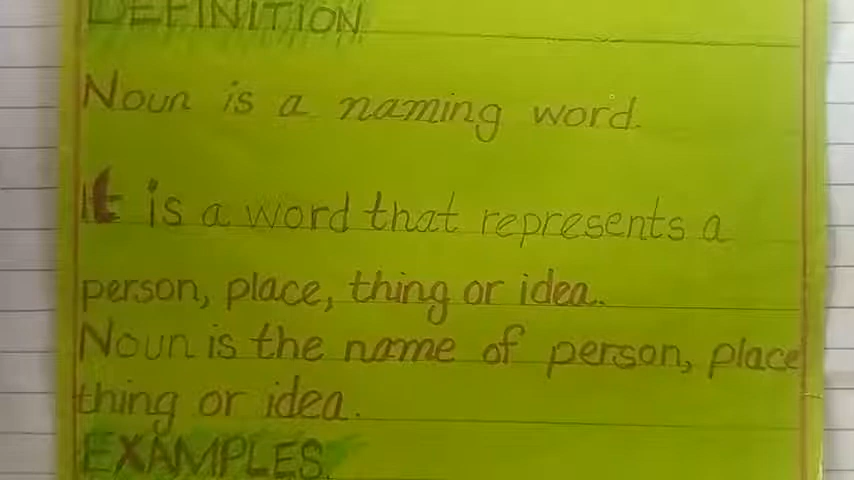 DEFINITION
Noun is a naming word.
It is a word that represents a
person, place, thing or idea.
Noun is the name of person, place
thing or idea.
EXAMPLES.